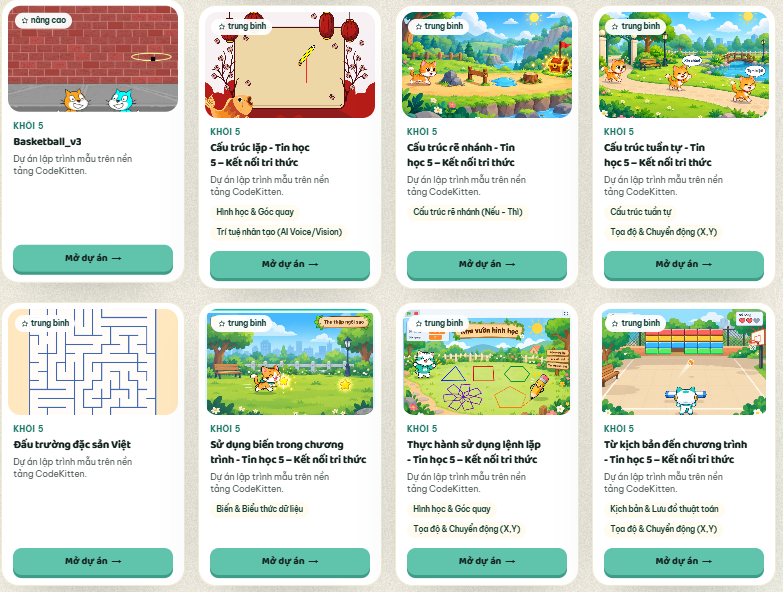 nâng cao
KHỐI 5
Basketball_v3
Dự án lập trình mẫu trên nền
tảng CodeKitten.
Mở dự án →
trung bình
KHỐI 5
Cấu trúc lặp - Tin học
5 – Kết nối tri thức
Dự án lập trình mẫu trên nền
tảng CodeKitten.
Hình học & Góc quay
Trí tuệ nhân tạo (AI Voice/Vision)
Mở dự án →
trung bình
KHỐI 5
Cấu trúc rẽ nhánh - Tin
học 5 – Kết nối tri thức
Dự án lập trình mẫu trên nền
tảng CodeKitten.
Cấu trúc rẽ nhánh (Nếu - Thì)
Mở dự án →
trung bình
KHỐI 5
Cấu trúc tuần tự - Tin
học 5 – Kết nối tri thức
Dự án lập trình mẫu trên nền
tảng CodeKitten.
Cấu trúc tuần tự
Tọa độ & Chuyển động (X,Y)
Mở dự án →
trung bình
KHỐI 5
Đấu trường đặc sản Việt
Dự án lập trình mẫu trên nền
tảng CodeKitten.
Mở dự án →
trung bình
Thu thập ngôi sao
KHỐI 5
Sử dụng biến trong chương
trình - Tin học 5 – Kết nối tri thức
Dự án lập trình mẫu trên nền
tảng CodeKitten.
Biến & Biểu thức dữ liệu
Mở dự án →
trung bình
vườn hình học
KHỐI 5
Thực hành sử dụng lệnh lặp
- Tin học 5 – Kết nối tri thức
Dự án lập trình mẫu trên nền
tảng CodeKitten.
Hình học & Góc quay
Tọa độ & Chuyển động (X,Y)
Mở dự án →
trung bình
KHỐI 5
Từ kịch bản đến chương trình
- Tin học 5 – Kết nối tri thức
Dự án lập trình mẫu trên nền
tảng CodeKitten.
Kịch bản & Lưu đồ thuật toán
Tọa độ & Chuyển động (X,Y)
Mở dự án →